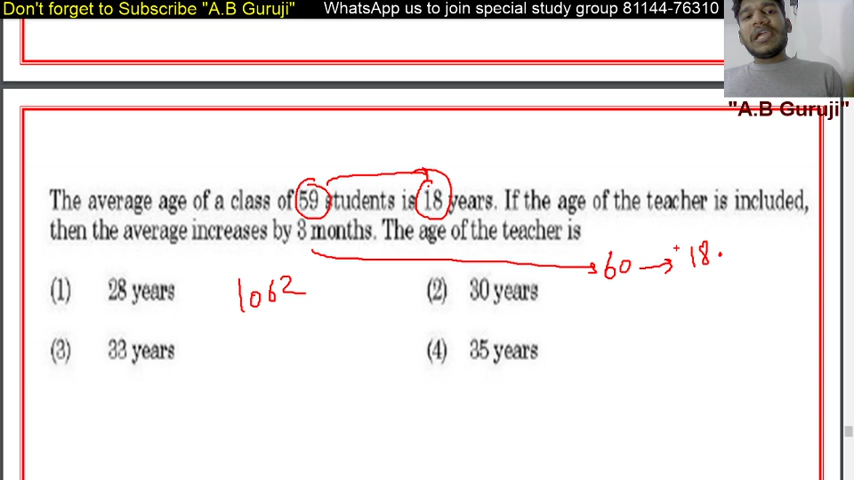 Don't forget to Subscribe "A.B Guruji" WhatsApp us to join special study group 81144-76310
"A.B Guruji"
The average age of a class of 59 students is 18 years. If the age of the teacher is included,
then the average increases by 3 months. The age of the teacher is
60 → 18.
(1) 28 years (2) 30 years
1062
(3) 33 years (4) 35 years